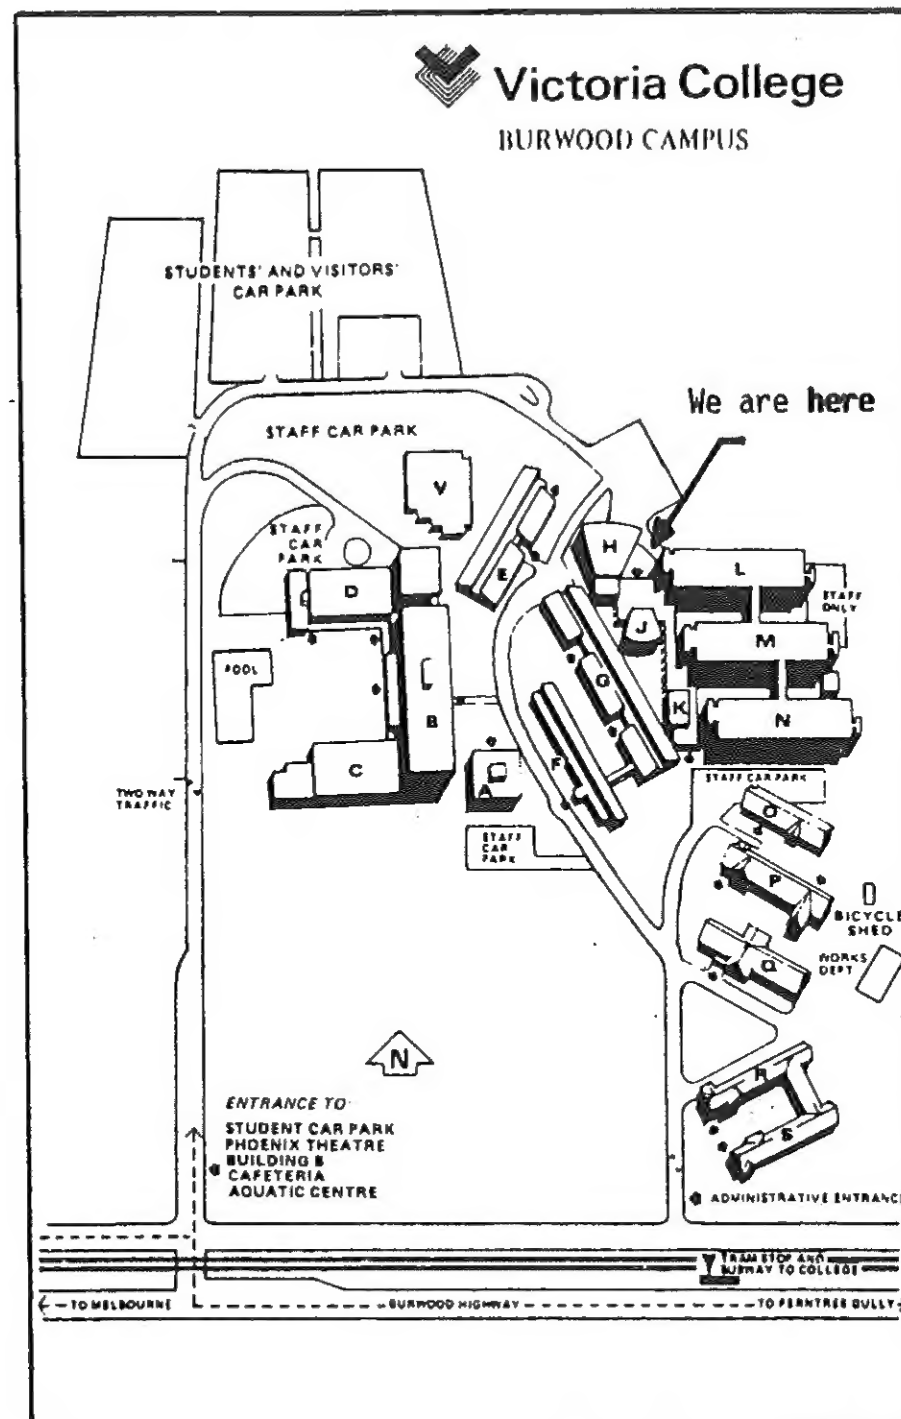 Victoria College
BURWOOD CAMPUS
STUDENTS' AND VISITORS'
CAR PARK
We are here
STAFF CAR PARK
V
STAFF
CAR
PARK
H
E
L
D
STAFF
ONLY
J
M
POOL
G
K
B
N
F
C
A
TWO WAY
TRAFFIC
STAFF CAR PARK
O
STAFF
CAR
PARK
P
BICYCLE
SHED
Q
WORKS
DEPT
N
R
ENTRANCE TO
STUDENT CAR PARK
PHOENIX THEATRE
BUILDING B
CAFETERIA
AQUATIC CENTRE
S
ADMINISTRATIVE ENTRANCE
TRAM STOP AND
SUBWAY TO COLLEGE
TO MELBOURNE
BURWOOD HIGHWAY
TO FERNTREE GULLY